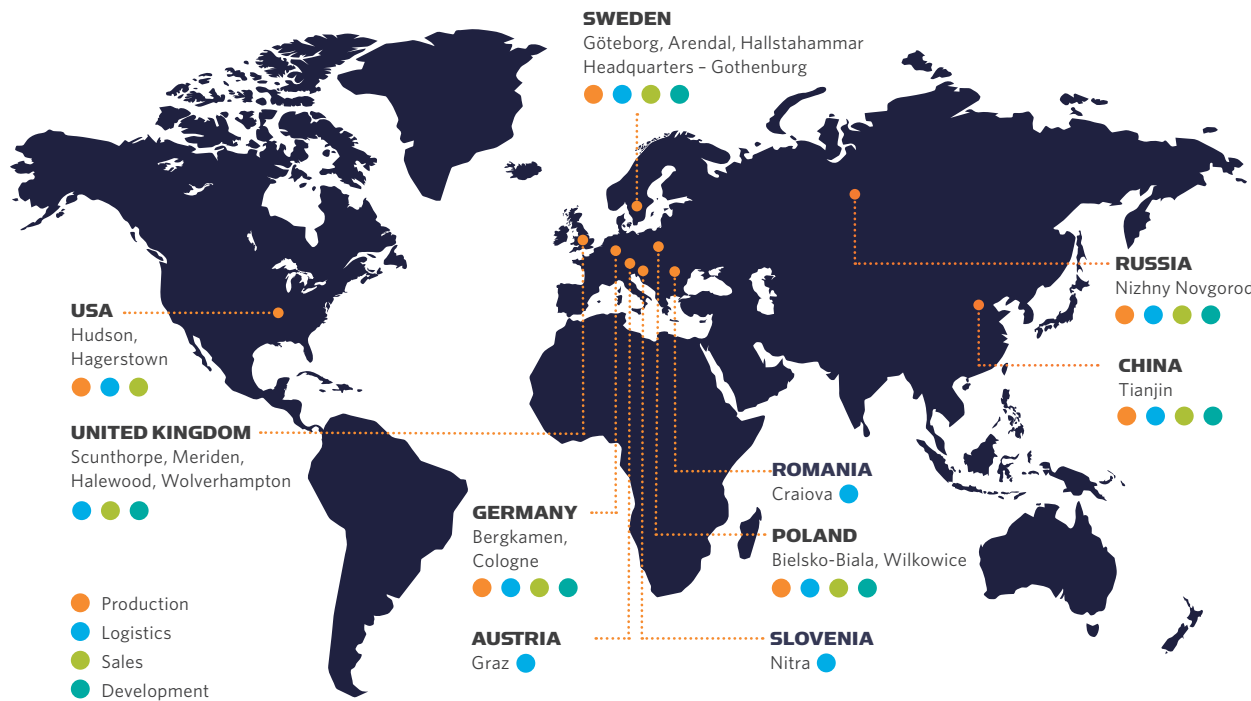 SWEDEN
Göteborg, Arendal, Hallstahammar
Headquarters – Gothenburg
RUSSIA
Nizhny Novgorod
USA
Hudson,
Hagerstown
CHINA
Tianjin
UNITED KINGDOM
Scunthorpe, Meriden,
Halewood, Wolverhampton
ROMANIA
Craiova
GERMANY
Bergkamen,
Cologne
POLAND
Bielsko-Biala, Wilkowice
AUSTRIA
Graz
SLOVENIA
Nitra
Production
Logistics
Sales
Development